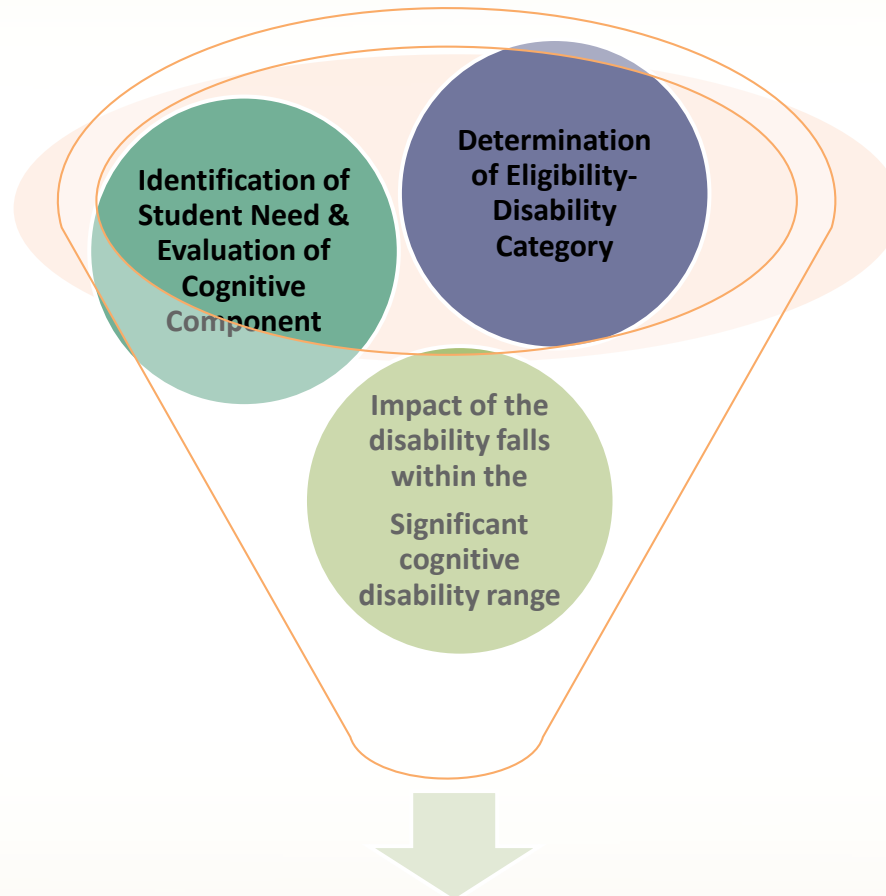 Identification of
Student Need &
Evaluation of
Cognitive
Component
Determination
of Eligibility-
Disability
Category
Impact of the
disability falls
within the
Significant
cognitive
disability range